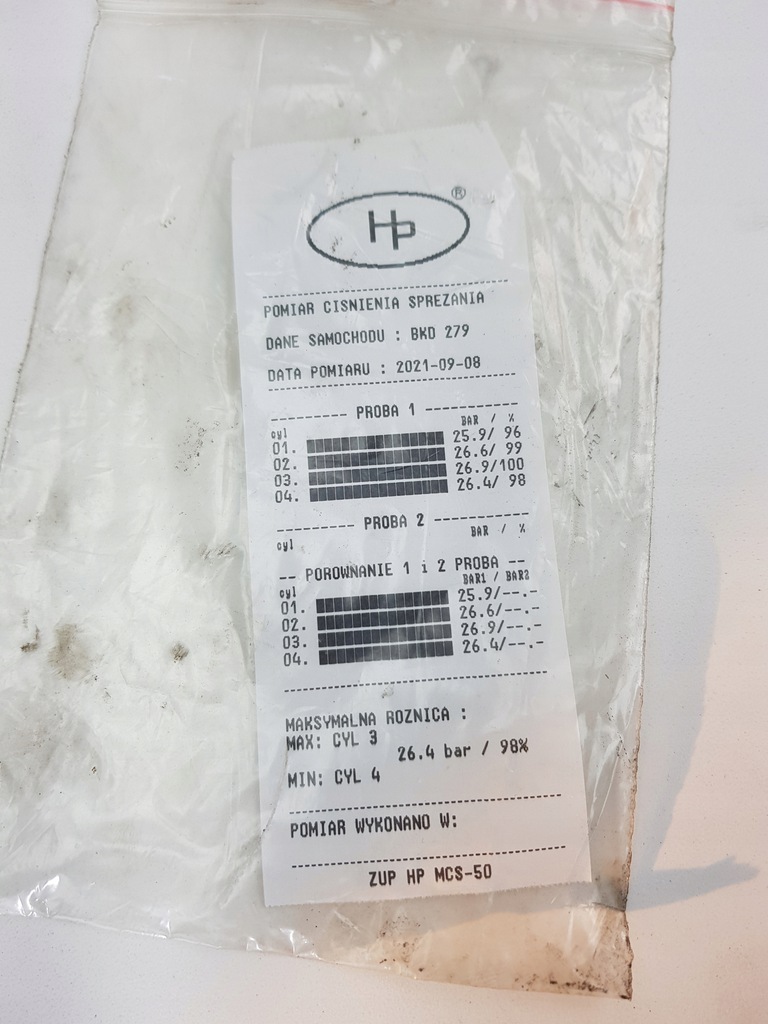 Hp ®
POMIAR CISNIENIA SPREZANIA
DANE SAMOCHODU : BKD 279
DATA POMIARU : 2021-09-08
--------- PROBA 1 ---------
cyl BAR / %
01. 25.9/ 96
02. 26.6/ 99
03. 26.9/100
04. 26.4/ 98
--------- PROBA 2 ---------
cyl BAR / %
-- POROWNANIE 1 i 2 PROBA --
cyl BAR1 / BAR2
01. 25.9/--.-
02. 26.6/--.-
03. 26.9/--.-
04. 26.4/--.-
MAKSYMALNA ROZNICA :
MAX: CYL 3
26.4 bar / 98%
MIN: CYL 4
POMIAR WYKONANO W:
ZUP HP MCS-50